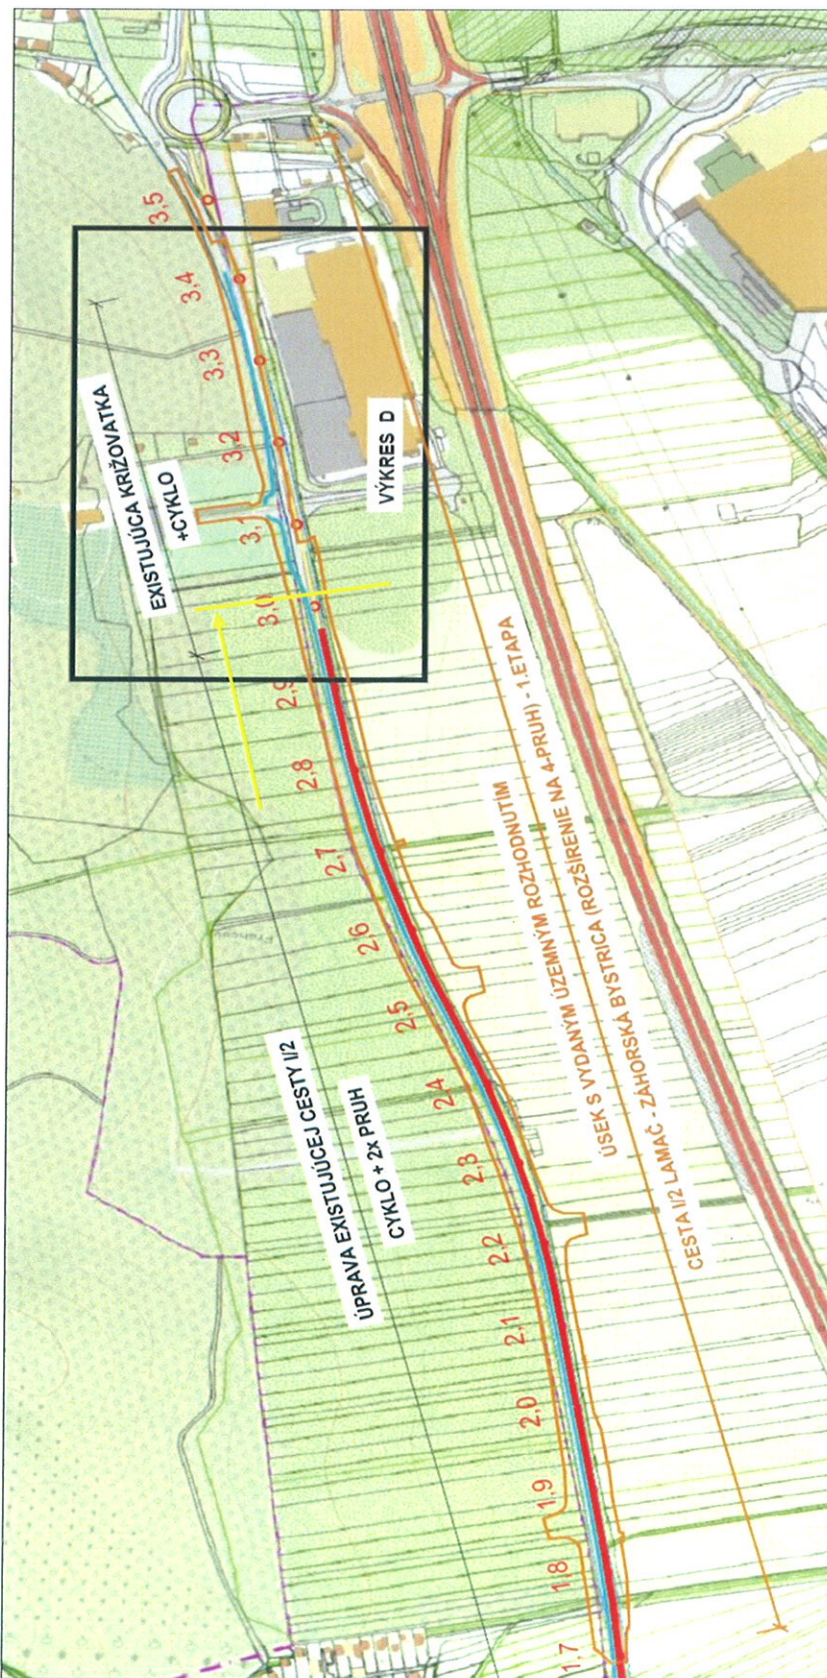 3,5
3,4
3,3
3,2
3,1
3,0
2,9
2,8
2,7
2,6
2,5
2,4
2,3
2,2
2,1
2,0
1,9
1,8
1,7
EXISTUJÚCA KRIŽOVATKA
+CYKLO
VÝKRES D
ÚPRAVA EXISTUJÚCEJ CESTY I/2
CYKLO + 2x PRUH
ÚSEK S VYDANÝM ÚZEMNÝM ROZHODNUTÍM
CESTA I/2 LAMAČ - ZÁHORSKÁ BYSTRICA (ROZŠÍRENIE NA 4-PRUH) - 1.ETAPA